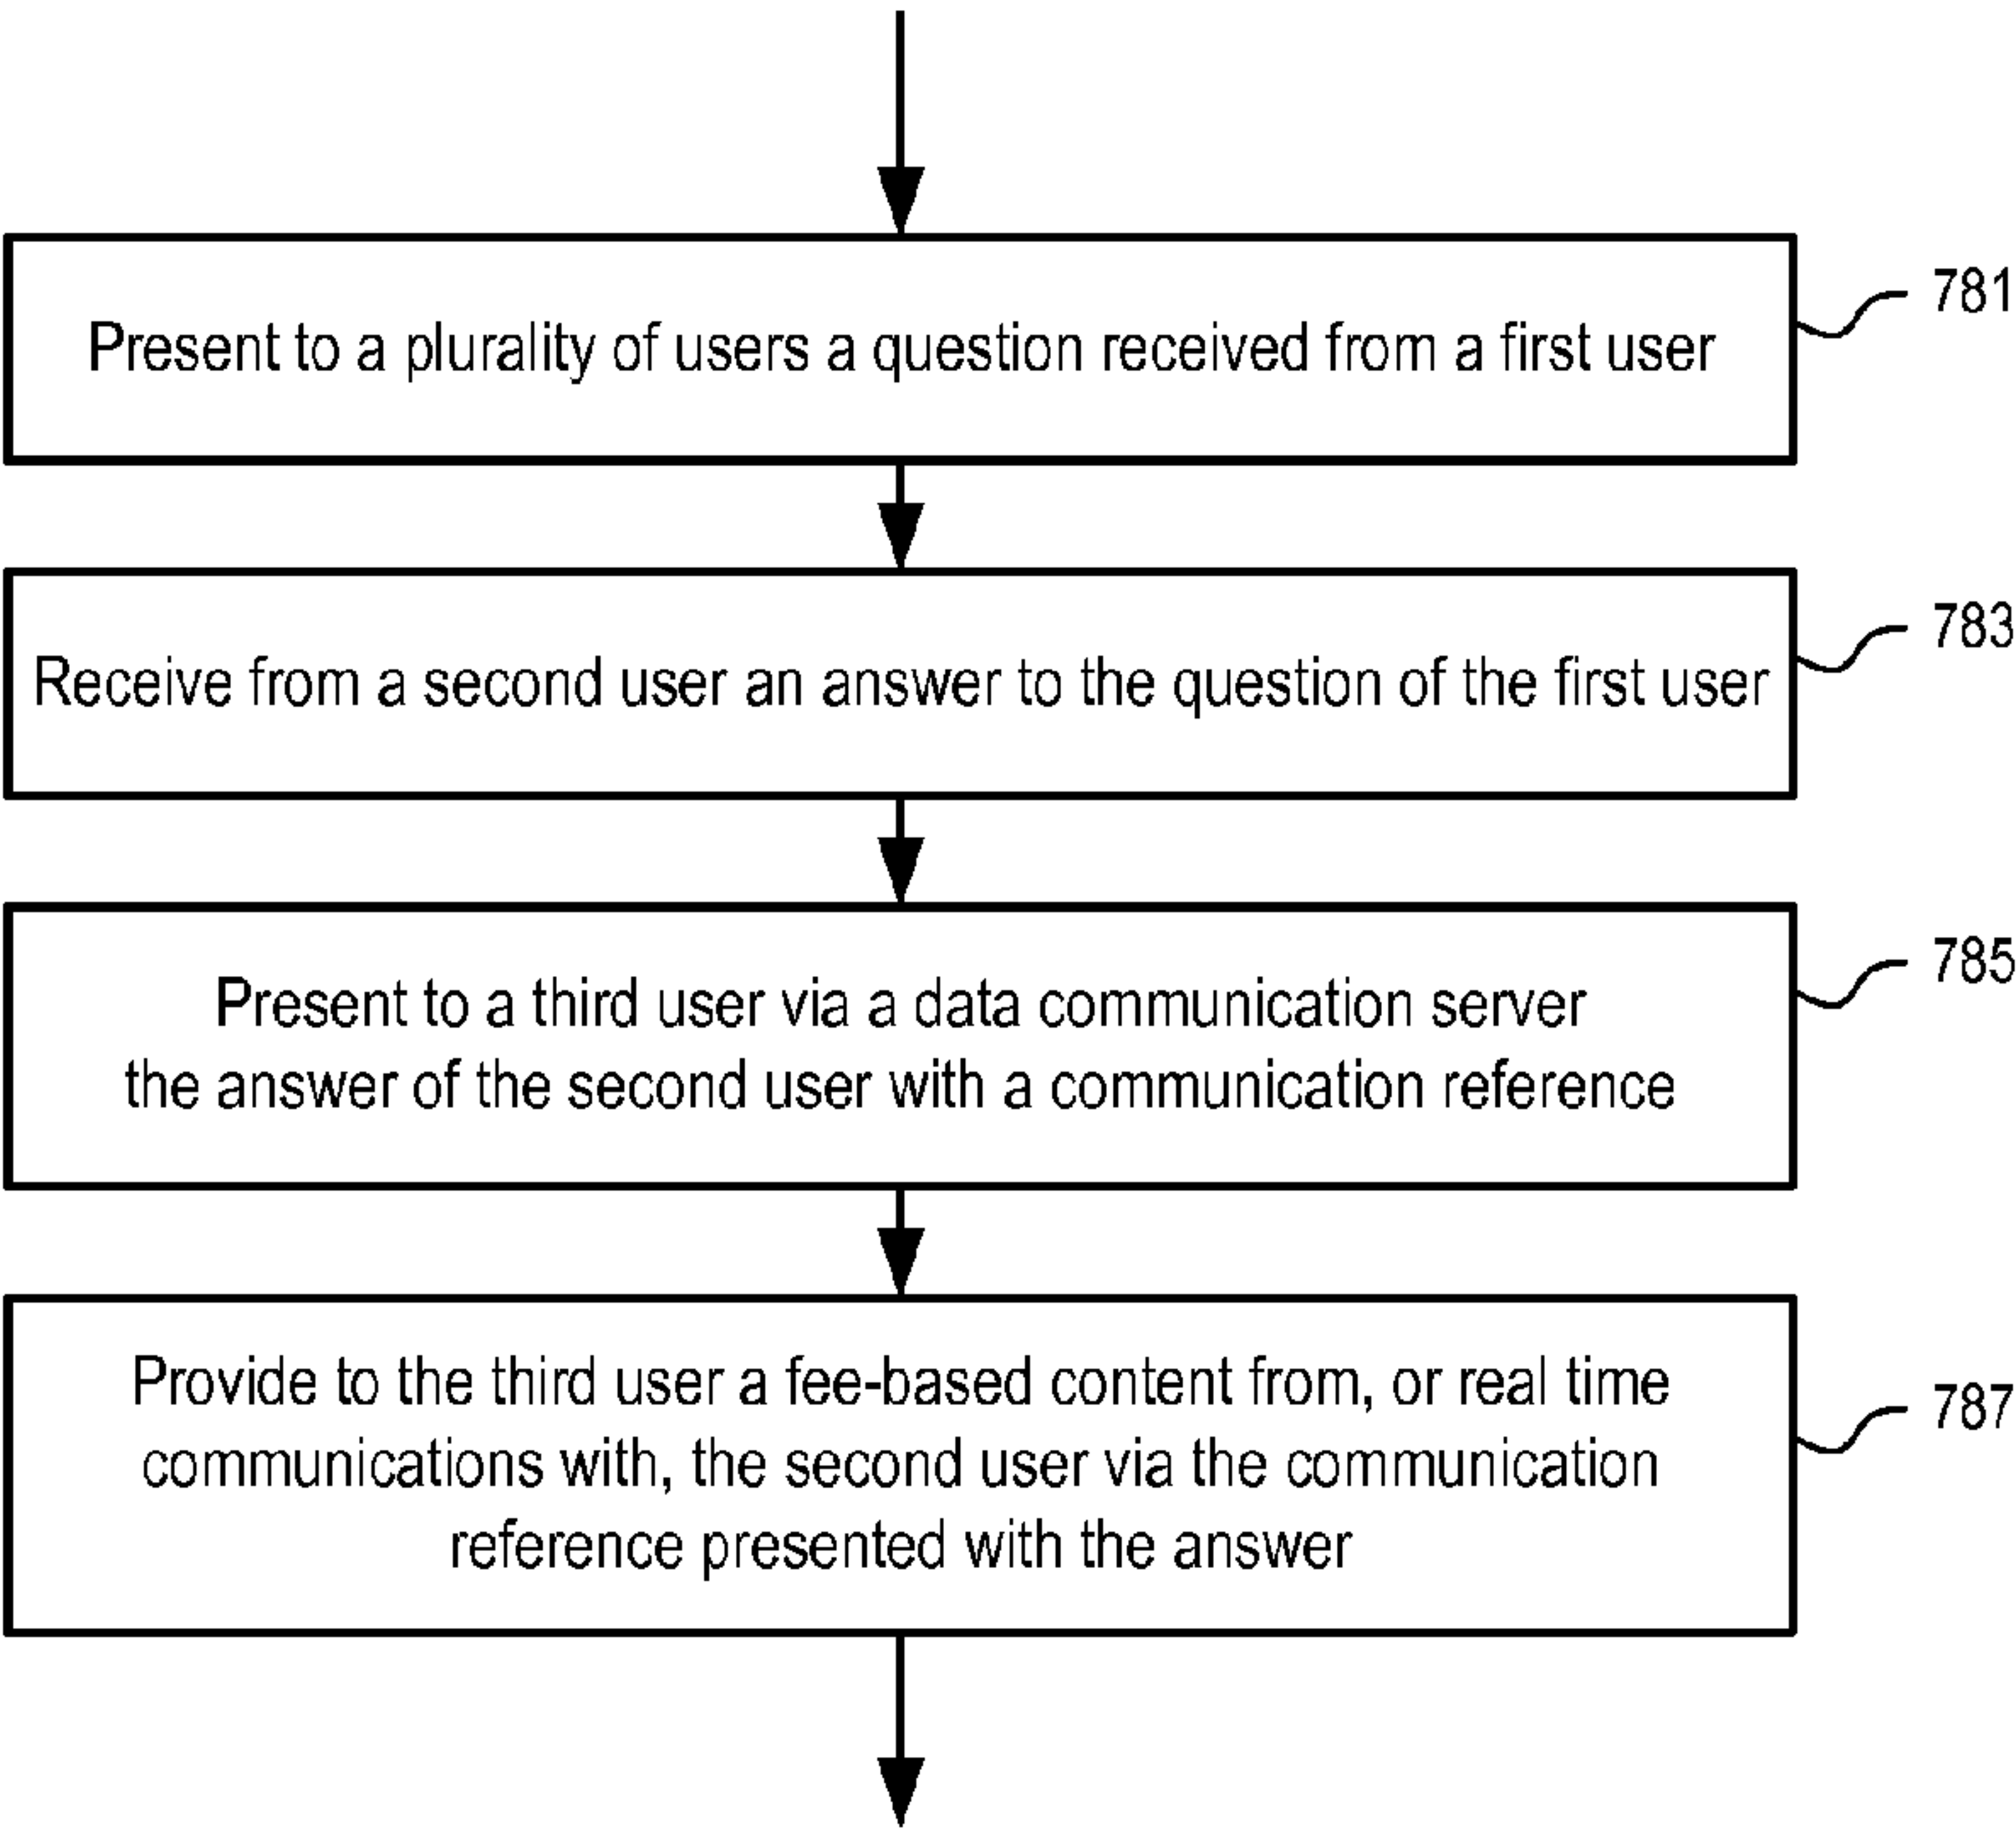 Present to a plurality of users a question received from a first user
781
Receive from a second user an answer to the question of the first user
783
Present to a third user via a data communication server
the answer of the second user with a communication reference
785
Provide to the third user a fee-based content from, or real time
communications with, the second user via the communication
reference presented with the answer
787